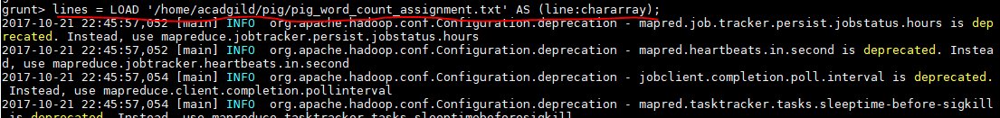 grunt> lines = LOAD '/home/acadgild/pig/pig_word_count_assignment.txt' AS (line:chararray);
2017-10-21 22:45:57,052 [main] INFO  org.apache.hadoop.conf.Configuration.deprecation - mapred.job.tracker.persist.jobstatus.hours is dep
recated. Instead, use mapreduce.jobtracker.persist.jobstatus.hours
2017-10-21 22:45:57,052 [main] INFO  org.apache.hadoop.conf.Configuration.deprecation - mapred.heartbeats.in.second is deprecated. Instea
d, use mapreduce.jobtracker.heartbeats.in.second
2017-10-21 22:45:57,054 [main] INFO  org.apache.hadoop.conf.Configuration.deprecation - jobclient.completion.poll.interval is deprecated.
 Instead, use mapreduce.client.completion.pollinterval
2017-10-21 22:45:57,054 [main] INFO  org.apache.hadoop.conf.Configuration.deprecation - mapred.tasktracker.tasks.sleeptime-before-sigkill
 is deprecated. Instead, use mapreduce.tasktracker.tasks.sleeptimebeforesigkill